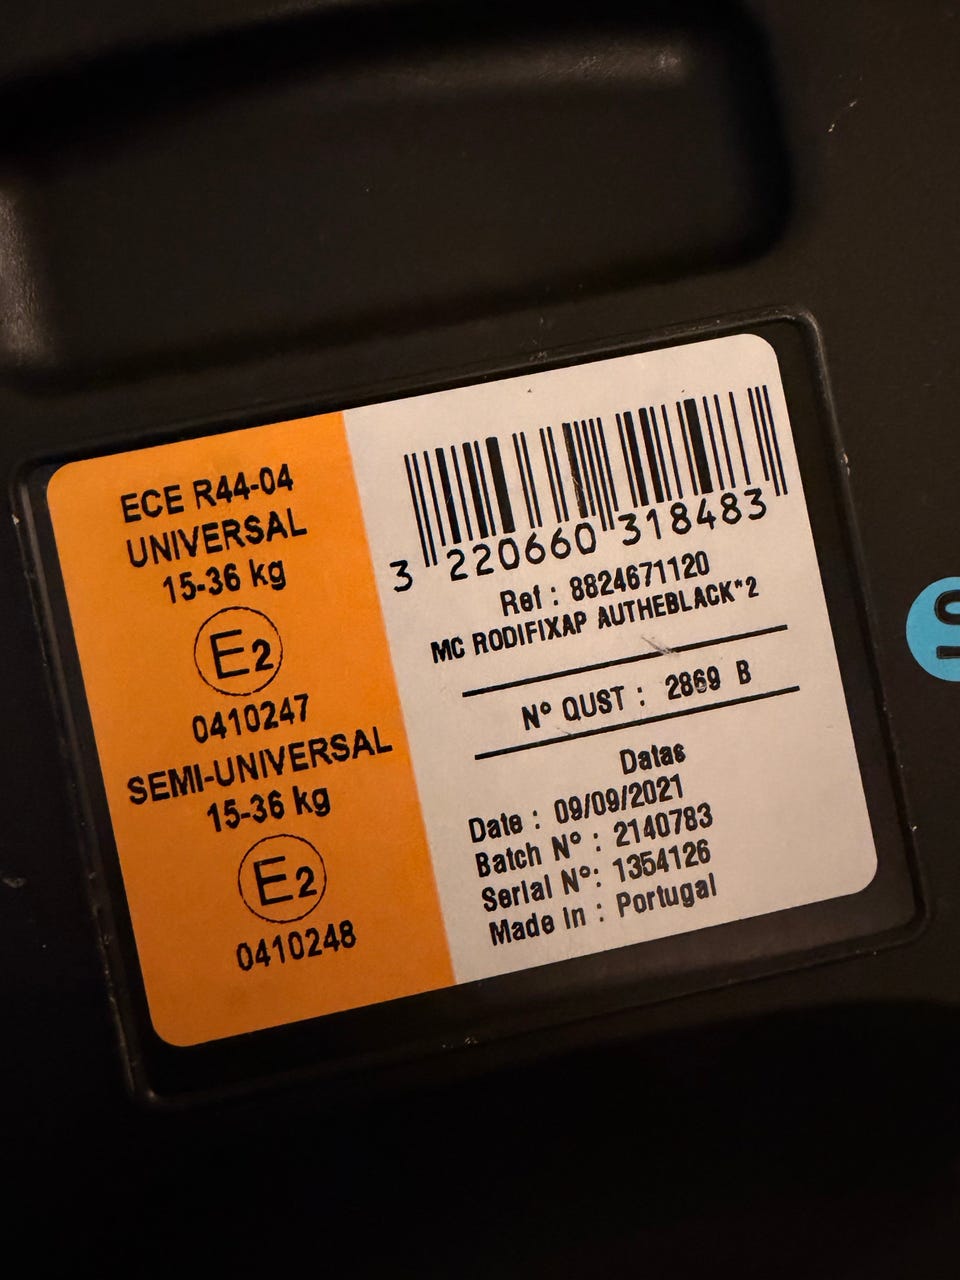 ECE R44-04
UNIVERSAL
15-36 kg
E2
0410247
SEMI-UNIVERSAL
15-36 kg
E2
0410248
3 220660 318483
Ref : 8824671120
MC RODIFIXAP AUTHEBLACK*2
N° QUST : 2869 B
Datas
Date : 09/09/2021
Batch N° : 2140783
Serial N°: 1354126
Made In : Portugal